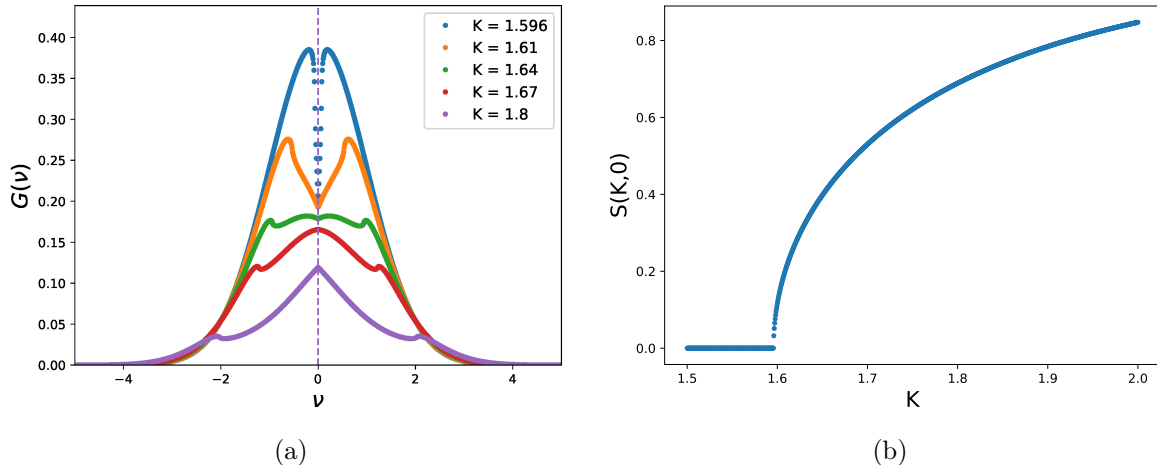 G(ν)
0.40
0.35
0.30
0.25
0.20
0.15
0.10
0.05
0.00
−4
−2
0
2
4
ν
K = 1.596
K = 1.61
K = 1.64
K = 1.67
K = 1.8
(a)
S(K,0)
0.8
0.6
0.4
0.2
0.0
1.5
1.6
1.7
1.8
1.9
2.0
K
(b)